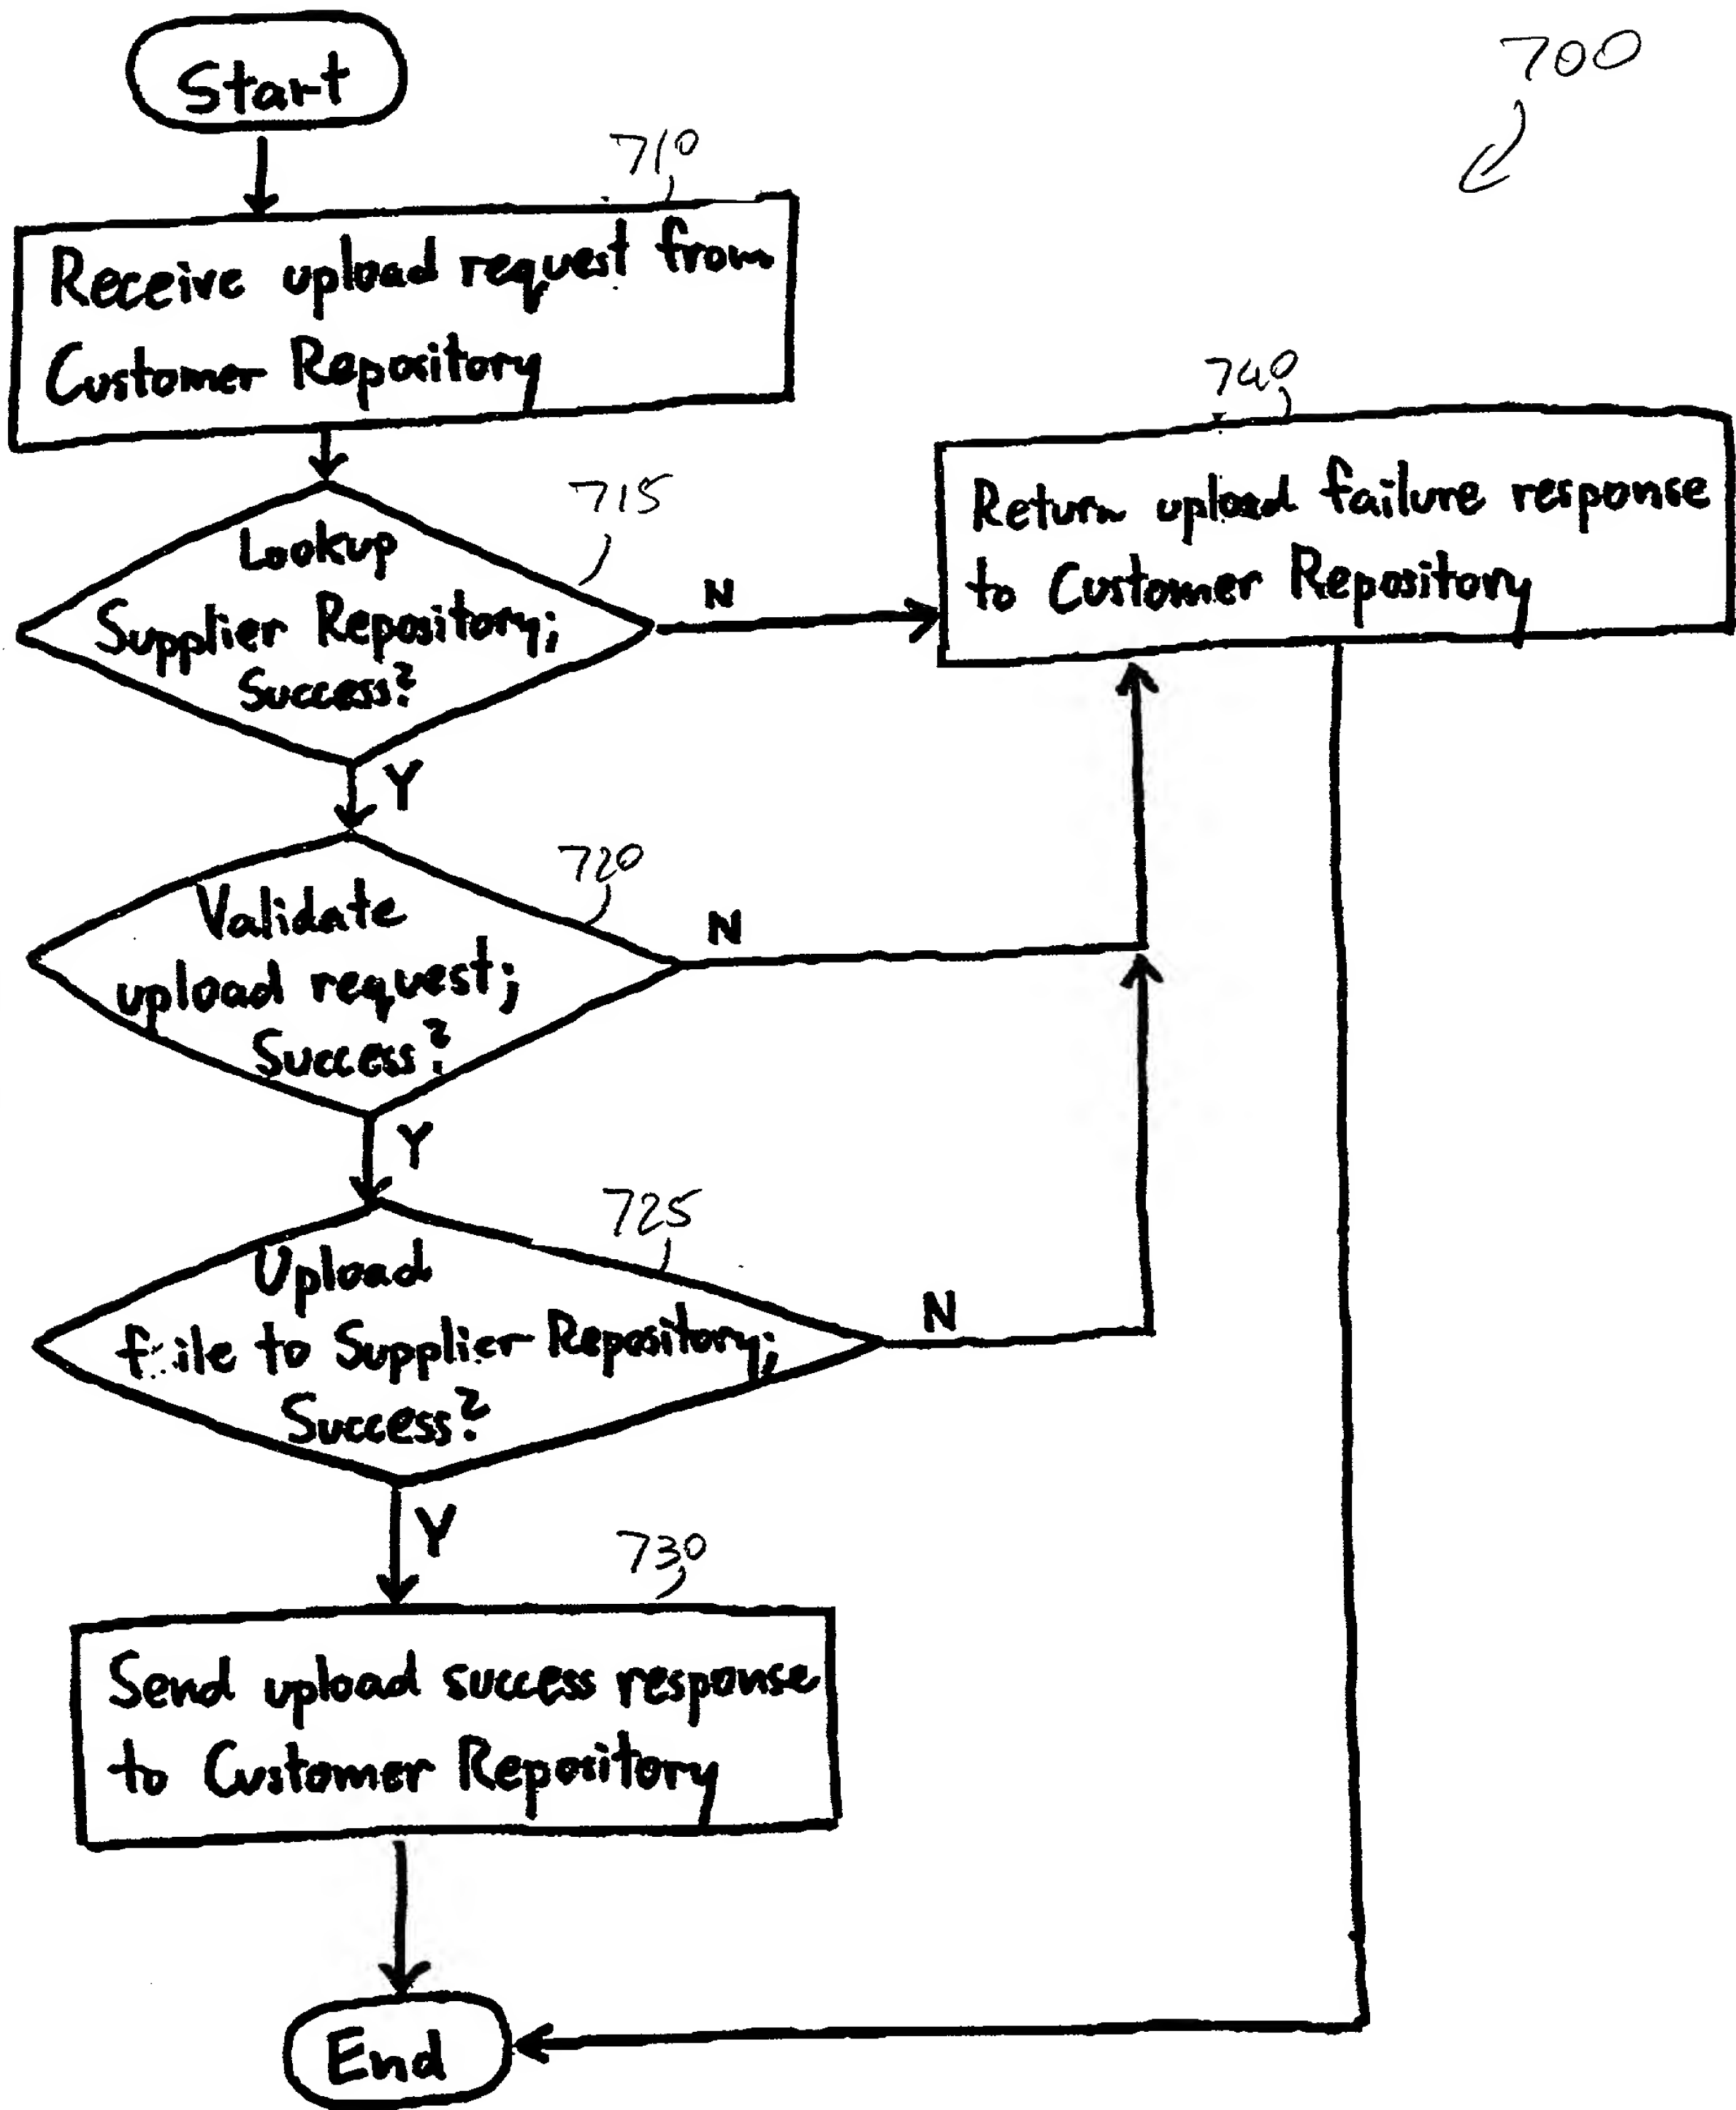 Start
700
710
Receive upload request from
Customer Repository
740
Return upload failure response
to Customer Repository
715
Lookup
Supplier Repository;
Success?
N
Y
720
Validate
upload request;
Success?
N
Y
725
Upload
file to Supplier Repository;
Success?
N
Y
730
Send upload success response
to Customer Repository
End